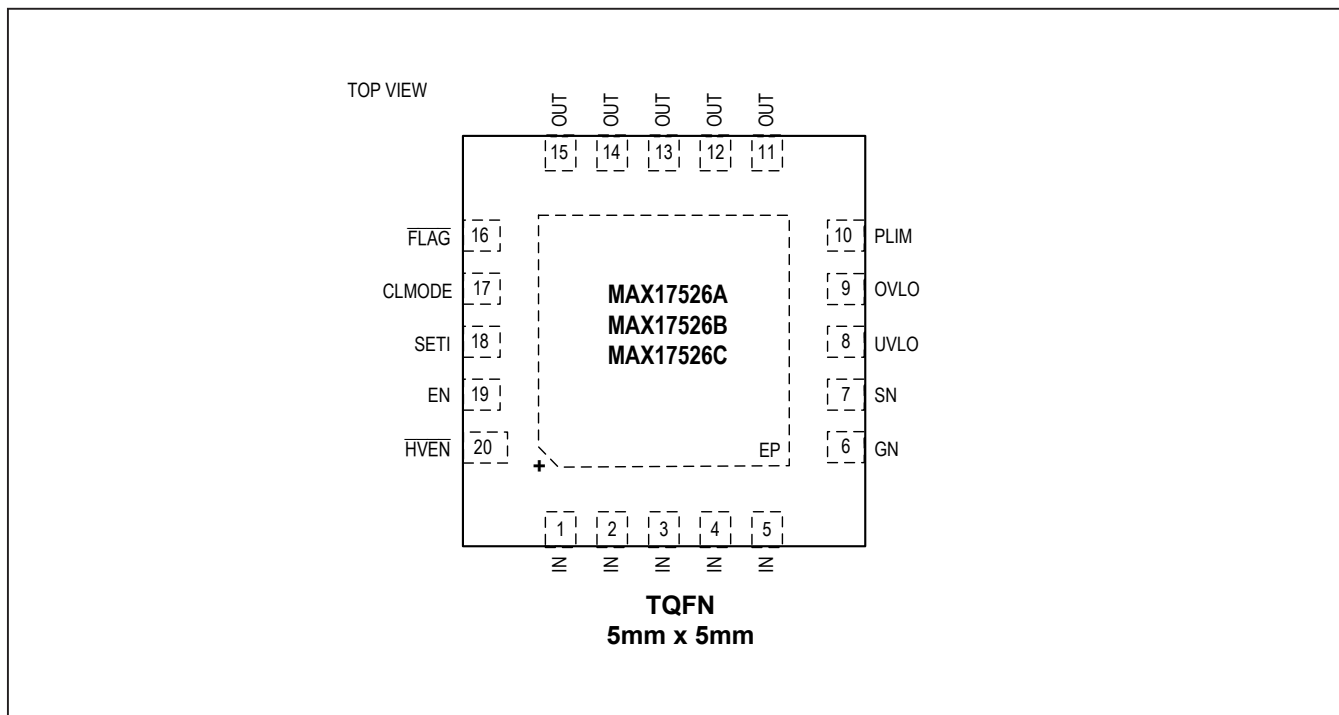 TOP VIEW
OUT OUT OUT OUT OUT
15 14 13 12 11
FLAG 16 10 PLIM
CLMODE 17 9 OVLO
MAX17526A
MAX17526B
MAX17526C
SETI 18 8 UVLO
EN 19 7 SN
HVEN 20 6 GN
EP
+
1 2 3 4 5
IN IN IN IN IN
TQFN
5mm x 5mm